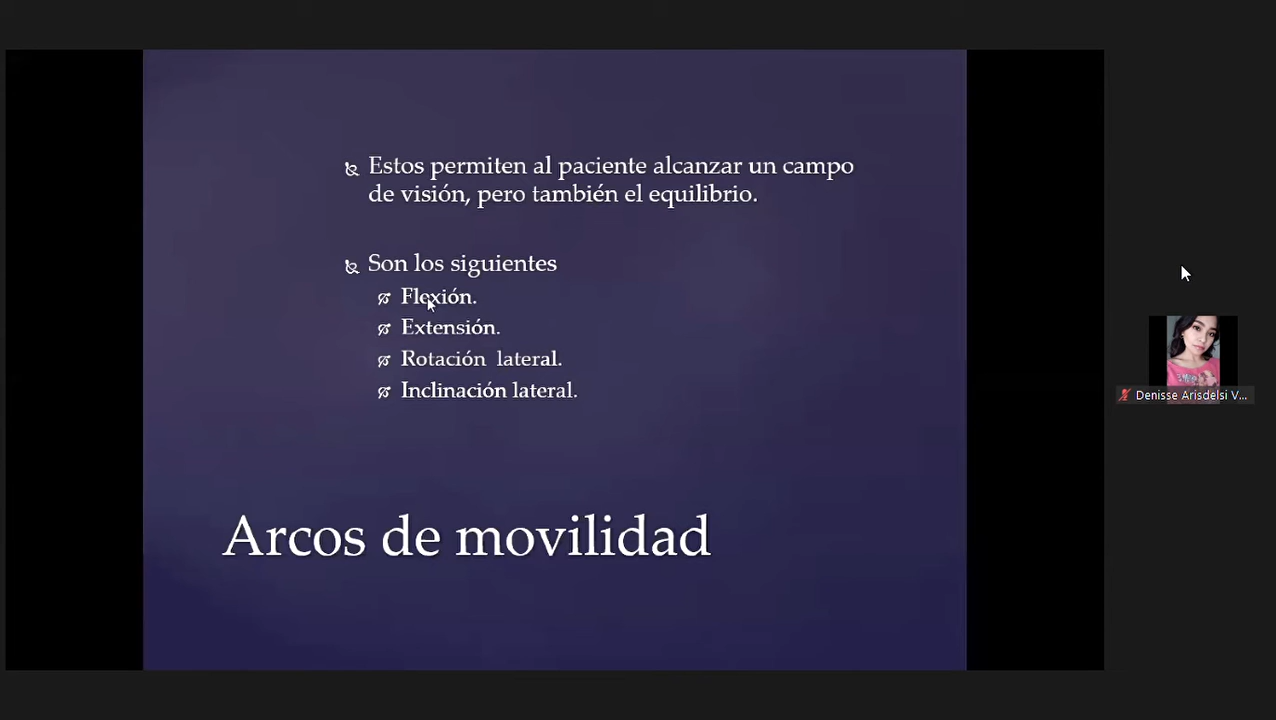 Estos permiten al paciente alcanzar un campo
de visión, pero también el equilibrio.
Son los siguientes
Flexión.
Extensión.
Rotación lateral.
Inclinación lateral.
Arcos de movilidad
Denisse Arisdelsi V...